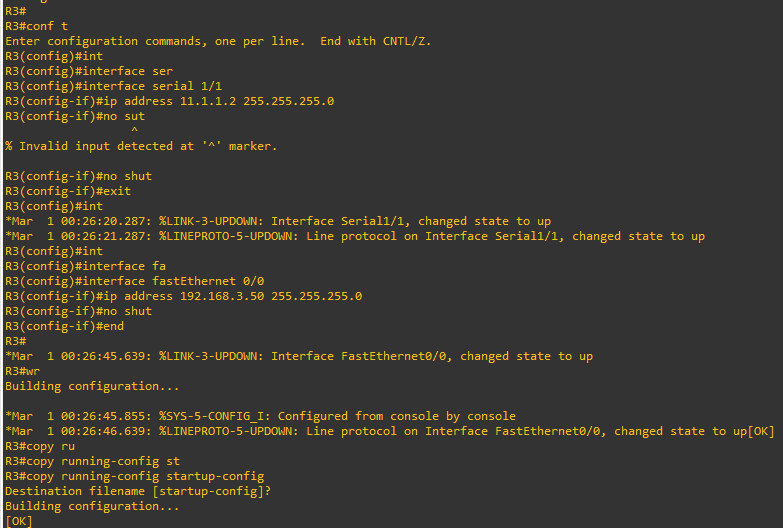 R3#
R3#conf t
Enter configuration commands, one per line.  End with CNTL/Z.
R3(config)#int
R3(config)#interface ser
R3(config)#interface serial 1/1
R3(config-if)#ip address 11.1.1.2 255.255.255.0
R3(config-if)#no sut
                  ^
% Invalid input detected at '^' marker.

R3(config-if)#no shut
R3(config-if)#exit
R3(config)#int
*Mar  1 00:26:20.287: %LINK-3-UPDOWN: Interface Serial1/1, changed state to up
*Mar  1 00:26:21.287: %LINEPROTO-5-UPDOWN: Line protocol on Interface Serial1/1, changed state to up
R3(config)#int
R3(config)#interface fa
R3(config)#interface fastEthernet 0/0
R3(config-if)#ip address 192.168.3.50 255.255.255.0
R3(config-if)#no shut
R3(config-if)#end
R3#
*Mar  1 00:26:45.639: %LINK-3-UPDOWN: Interface FastEthernet0/0, changed state to up
R3#wr
Building configuration...

*Mar  1 00:26:45.855: %SYS-5-CONFIG_I: Configured from console by console
*Mar  1 00:26:46.639: %LINEPROTO-5-UPDOWN: Line protocol on Interface FastEthernet0/0, changed state to up[OK]
R3#copy ru
R3#copy running-config st
R3#copy running-config startup-config
Destination filename [startup-config]?
Building configuration...
[OK]